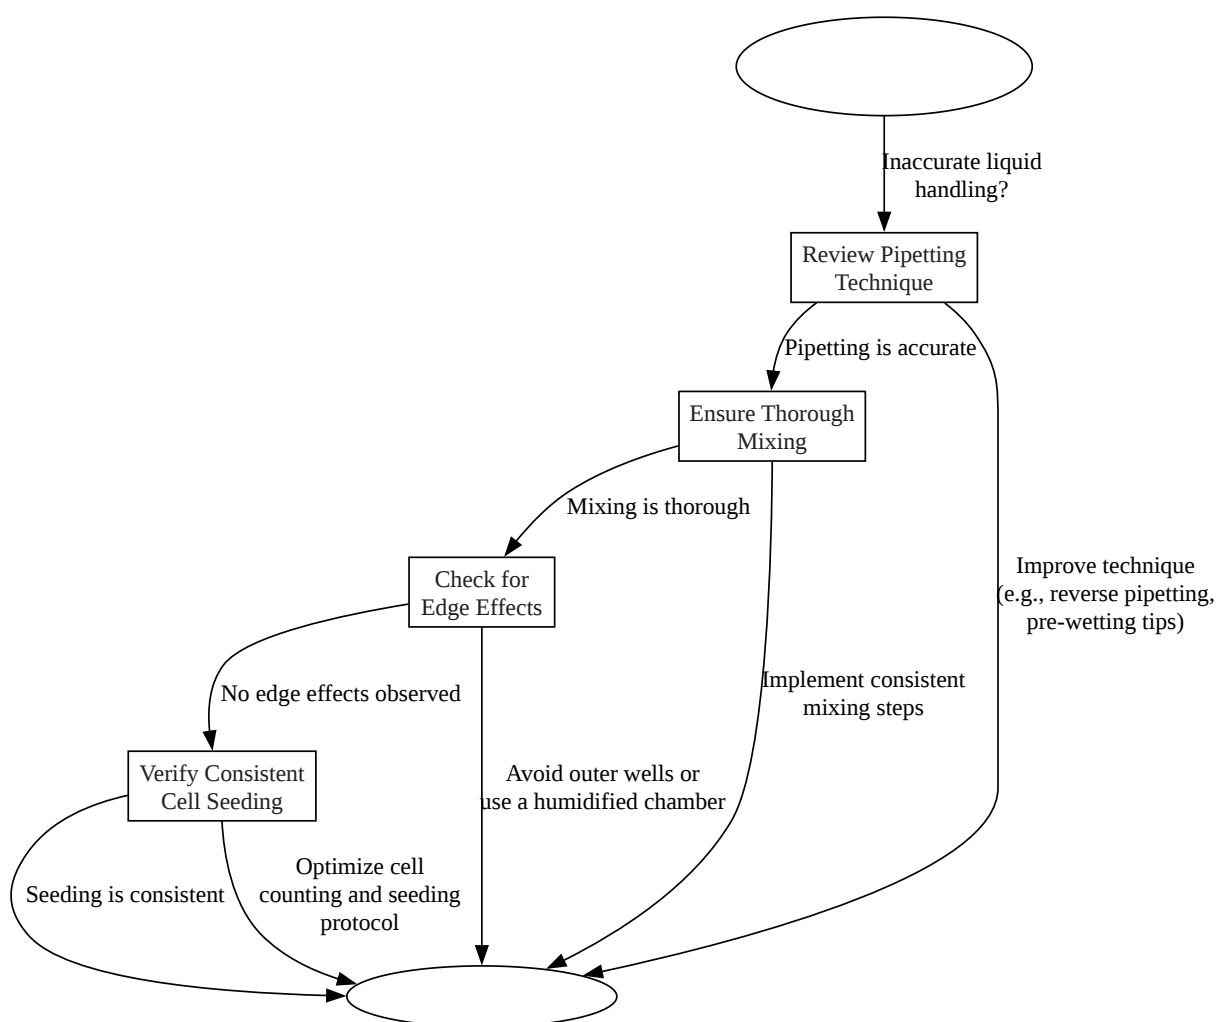 Inaccurate liquid
handling?
Review Pipetting
Technique
Pipetting is accurate
Ensure Thorough
Mixing
Mixing is thorough
Check for
Edge Effects
Improve technique
(e.g., reverse pipetting,
pre-wetting tips)
Implement consistent
mixing steps
No edge effects observed
Verify Consistent
Cell Seeding
Avoid outer wells or
use a humidified chamber
Seeding is consistent
Optimize cell
counting and seeding
protocol